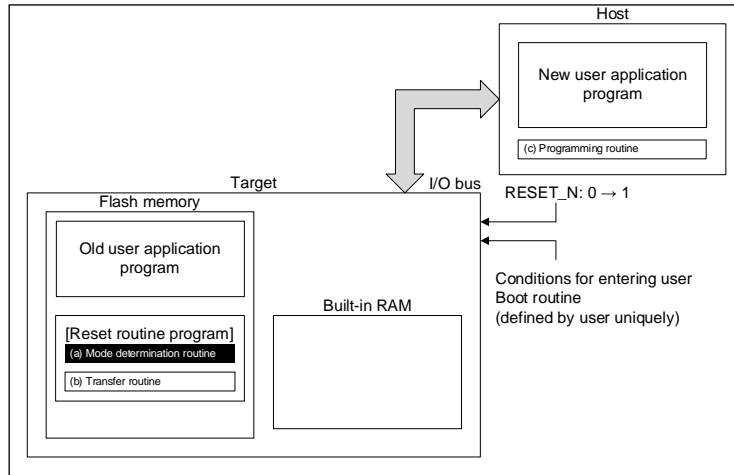 Host
New user application
program
(c) Programming routine
Target
I/O bus
RESET_N: 0 → 1
Flash memory
Old user application
program
Conditions for entering user
Boot routine
(defined by user uniquely)
Built-in RAM
[Reset routine program]
(a) Mode determination routine
(b) Transfer routine